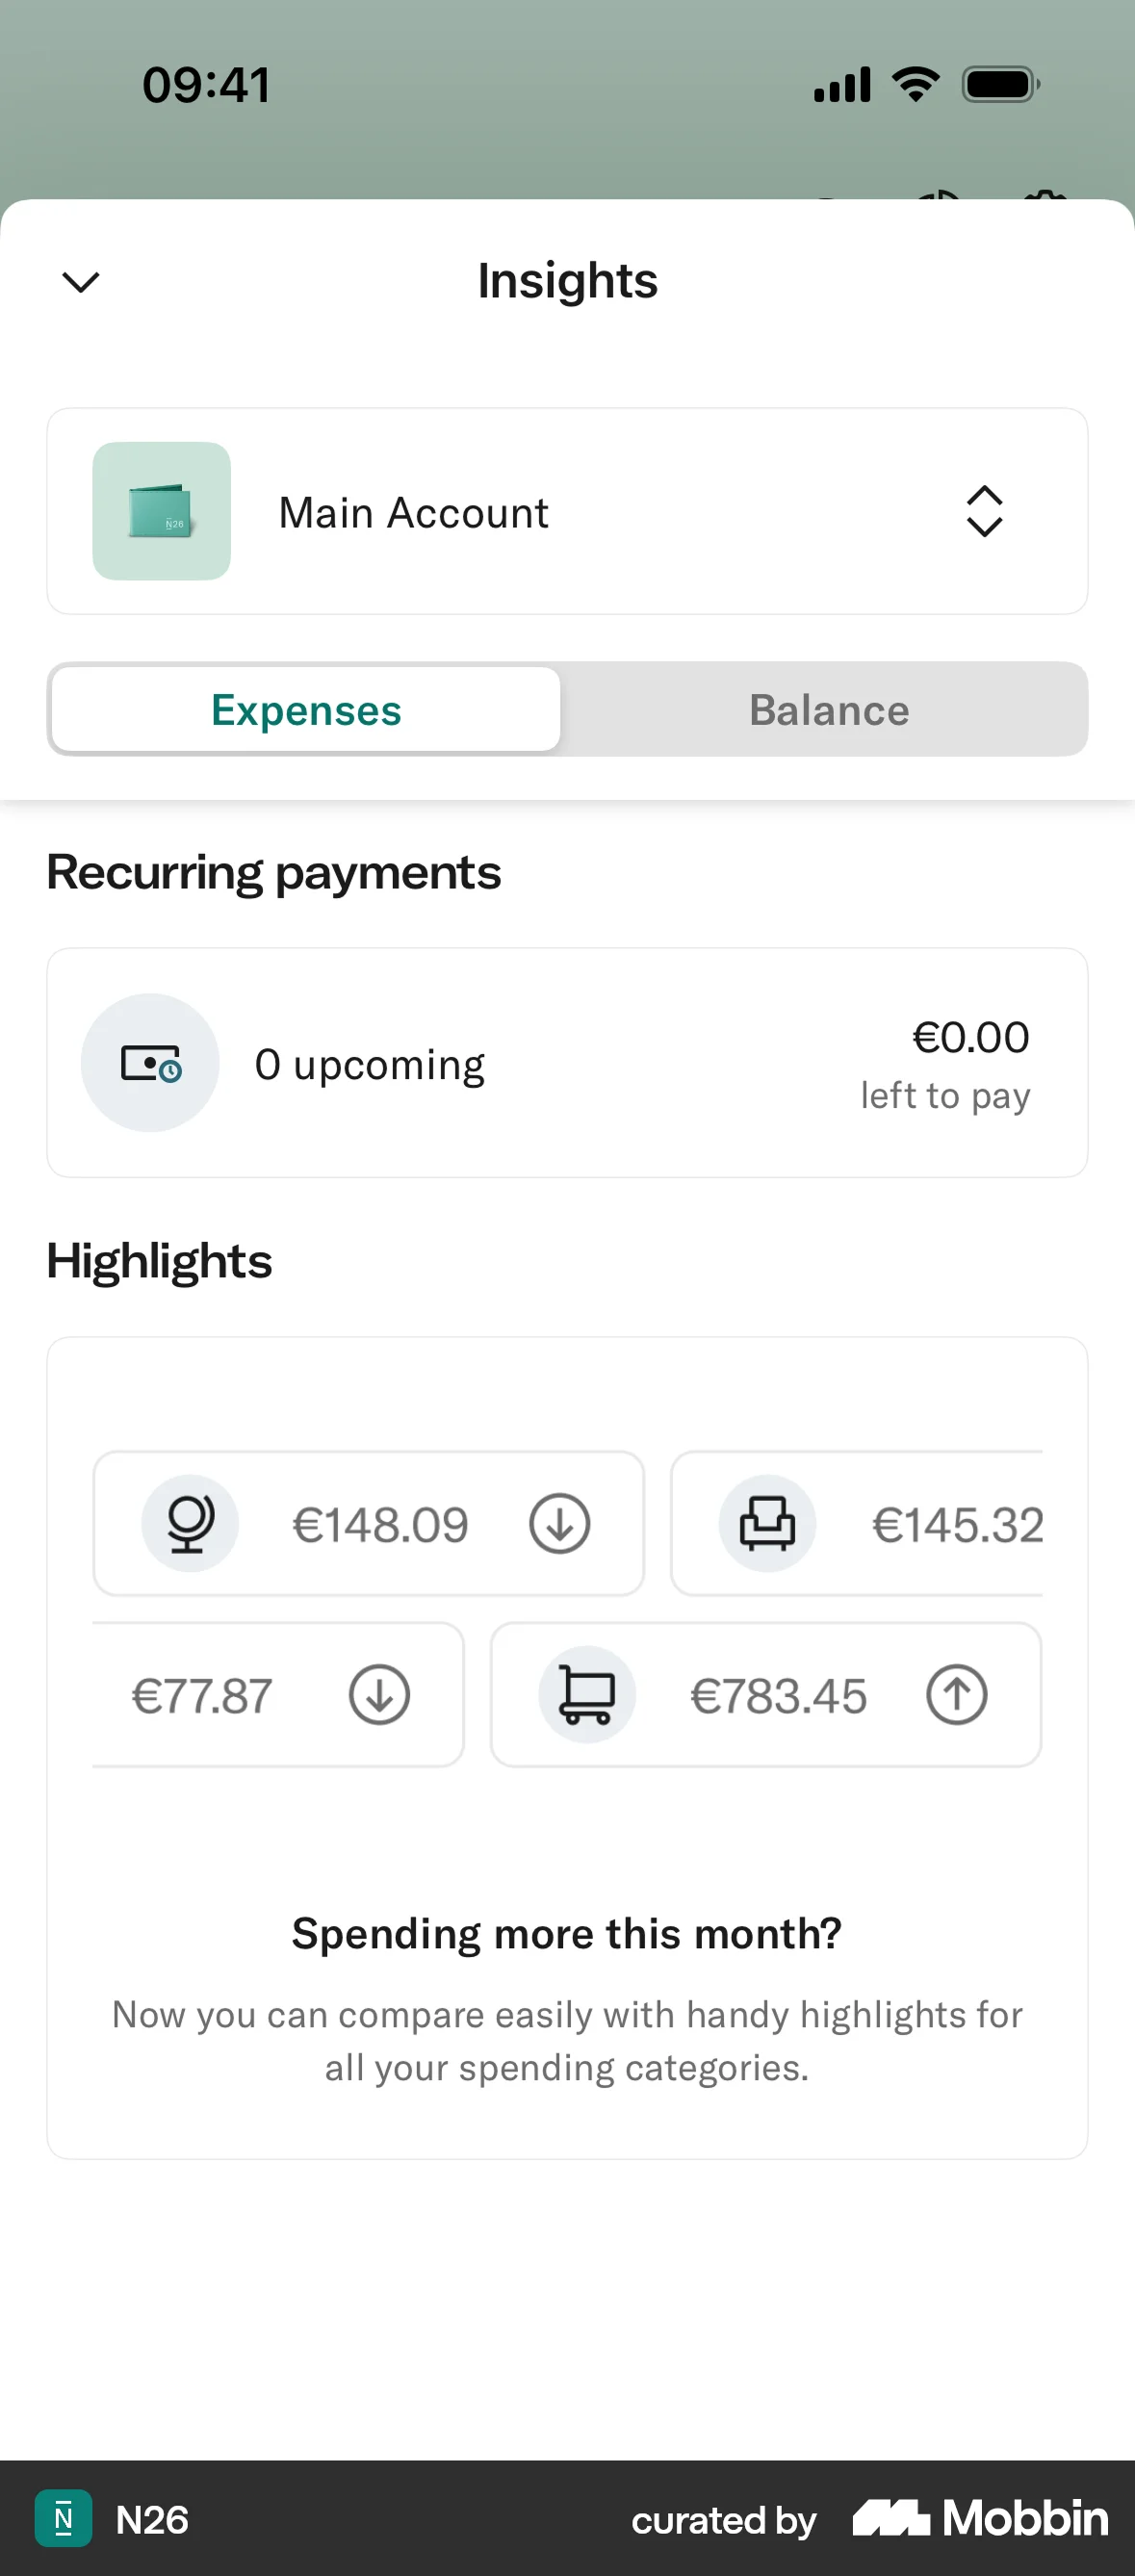 09:41
Insights
N26
Main Account
Expenses
Balance
Recurring payments
0 upcoming
€0.00
left to pay
Highlights
€148.09
€145.32
€77.87
€783.45
Spending more this month?
Now you can compare easily with handy highlights for
all your spending categories.
N
N26
curated by
Mobbin